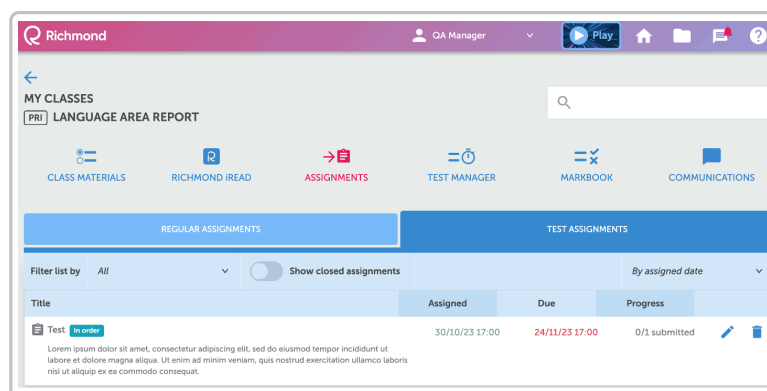 Richmond
QA Manager
Play
MY CLASSES
PRI LANGUAGE AREA REPORT
CLASS MATERIALS
RICHMOND iREAD
ASSIGNMENTS
TEST MANAGER
MARKBOOK
COMMUNICATIONS
REGULAR ASSIGNMENTS
TEST ASSIGNMENTS
Filter list by All
Show closed assignments
By assigned date
Title Assigned Due Progress
Test In order 30/10/23 17:00 24/11/23 17:00 0/1 submitted
Lorem ipsum dolor sit amet, consectetur adipiscing elit, sed do eiusmod tempor incididunt ut
labore et dolore magna aliqua. Ut enim ad minim veniam, quis nostrud exercitation ullamco laboris
nisi ut aliquip ex ea commodo consequat.